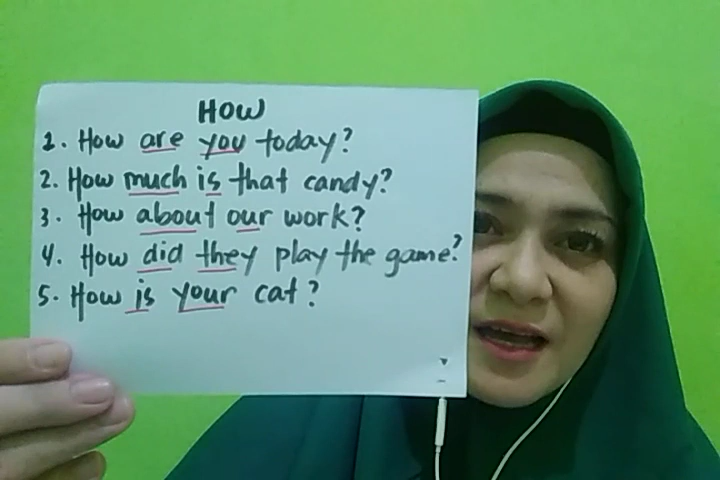 HOW
1. How are you today?
2. How much is that candy?
3. How about our work?
4. How did they play the game?
5. How is your cat?